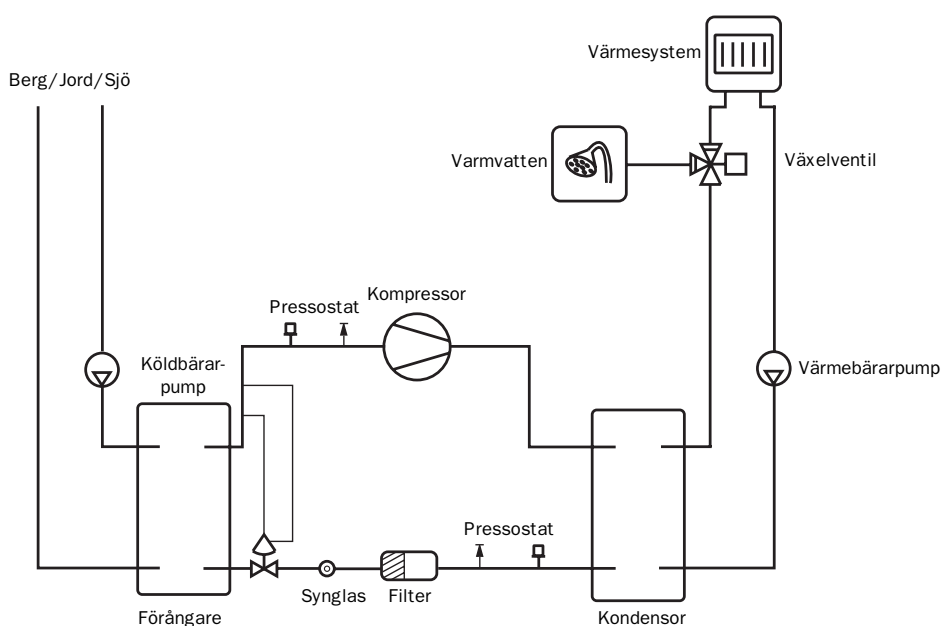 Värmesystem
Berg/Jord/Sjö
Varmvatten
Växelventil
Kompressor
Pressostat
Köldbärar-
pump
Värmebärarpump
Pressostat
Synglas
Filter
Förångare
Kondensor